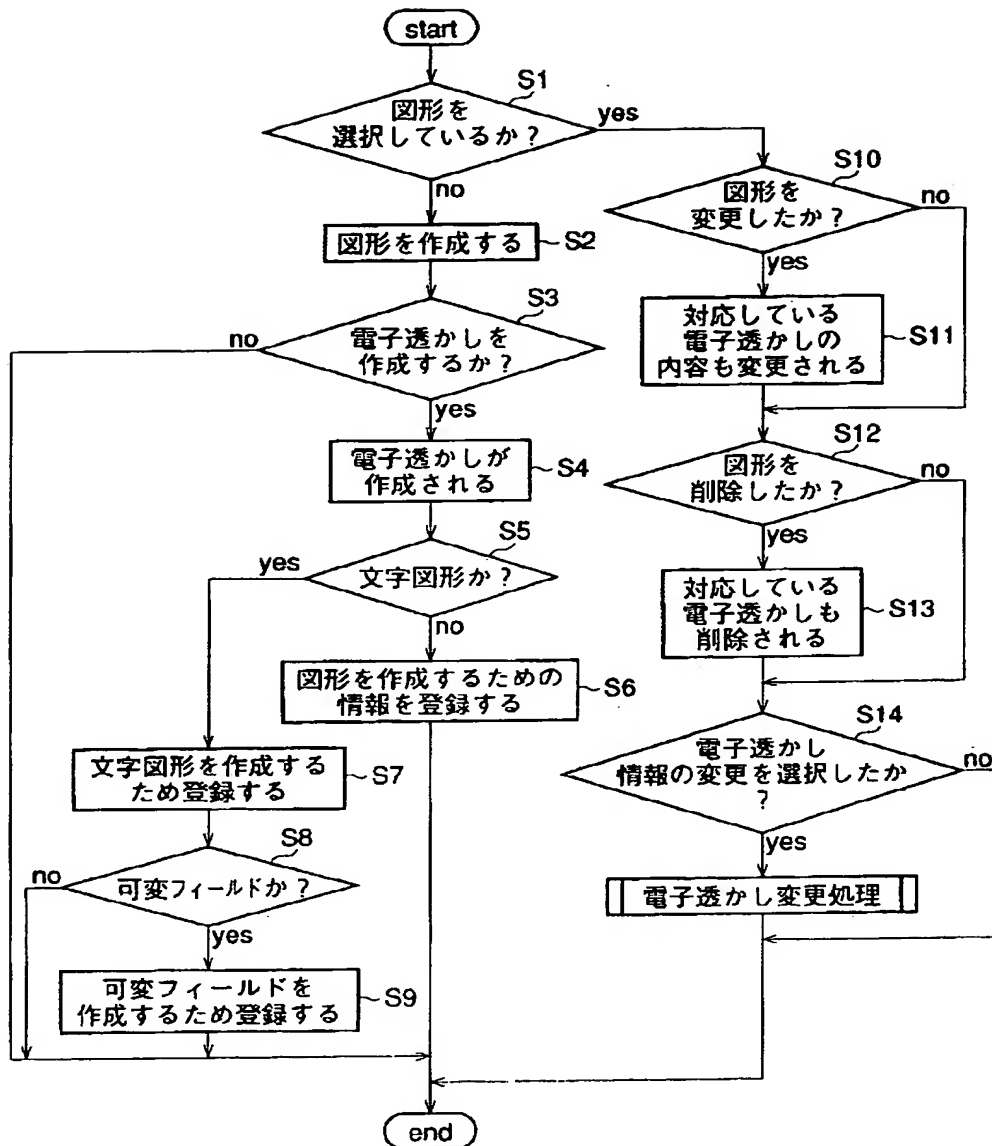 start
S1
図形を
選択しているか?
yes
no
図形を作成する
S2
S3
電子透かしを
作成するか?
no
yes
電子透かしが
作成される
S4
S5
文字図形か?
yes
no
図形を作成するための
情報を登録する
S6
文字図形を作成する
ため登録する
S7
S8
可変フィールドか?
no
yes
可変フィールドを
作成するため登録する
S9
S10
図形を
変更したか?
no
yes
対応している
電子透かしの
内容も変更される
S11
S12
図形を
削除したか?
no
yes
対応している
電子透かしも
削除される
S13
S14
電子透かし
情報の変更を選択したか
?
no
yes
電子透かし変更処理
end